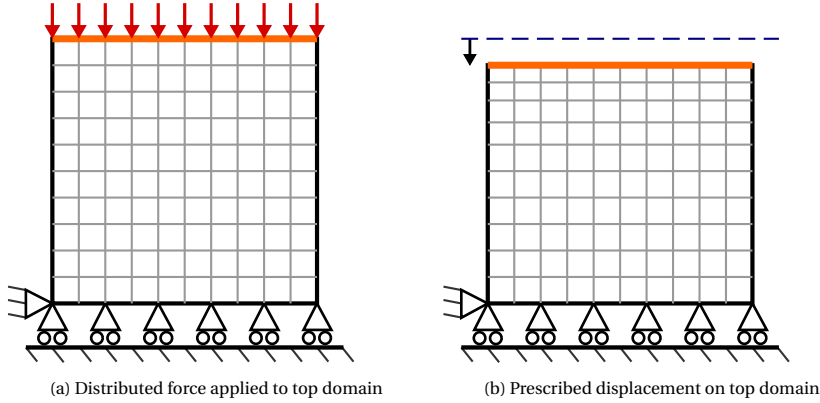 (a) Distributed force applied to top domain
(b) Prescribed displacement on top domain